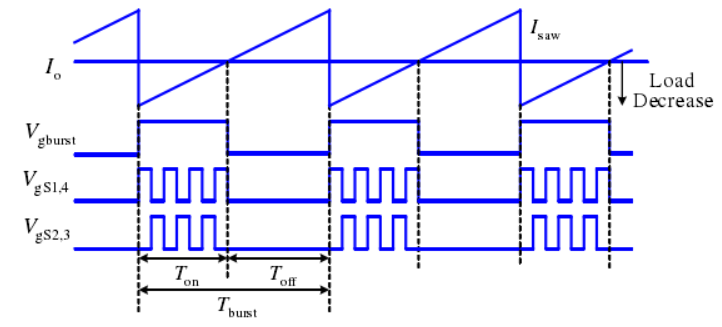 I_saw
I_o
Load
Decrease
V_gburst
V_gS1,4
V_gS2,3
T_on
T_off
T_burst